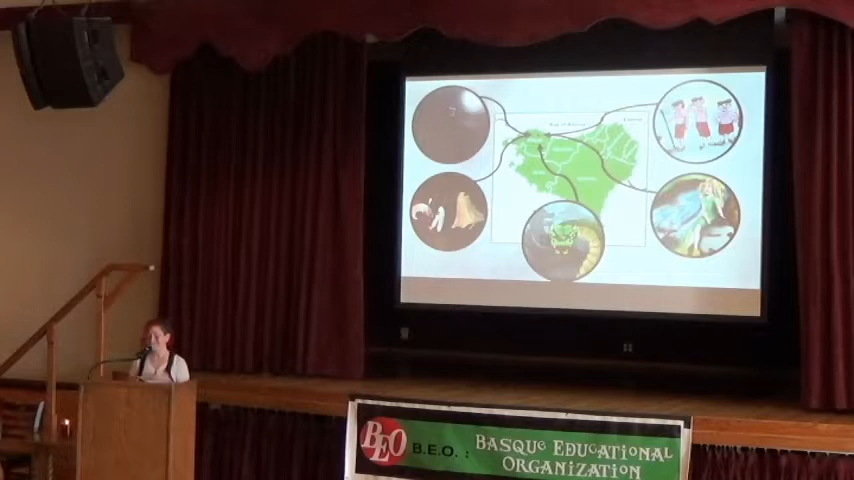 BEO
B.E.O. :
BASQUE EDUCATIONAL
ORGANIZATION